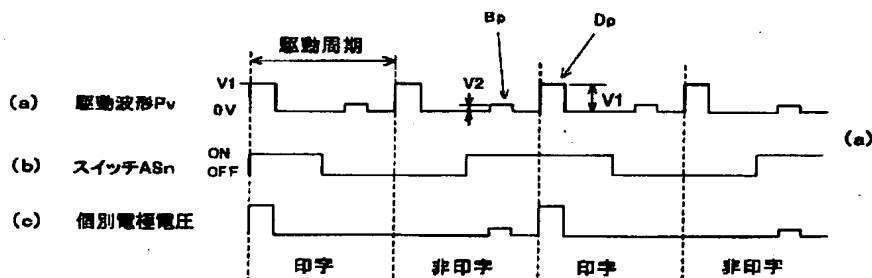 Bp
Dp
駆動周期
V1
V2
V1
(a) 駆動波形Pv
0V
(a)
(b) スイッチASn
ON
OFF
(c) 個別電極電圧
印字 非印字 印字 非印字